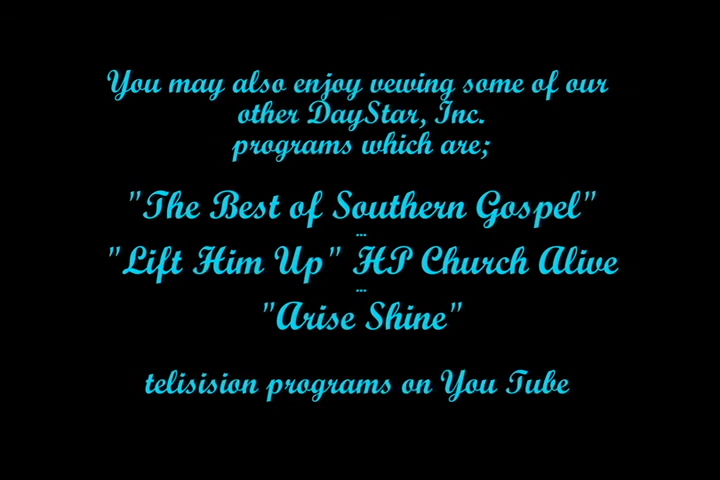 You may also enjoy vewing some of our
other DayStar, Inc.
programs which are;
"The Best of Southern Gospel"
...
"Lift Him Up" HP Church Alive
...
"Arise Shine"
telisision programs on You Tube